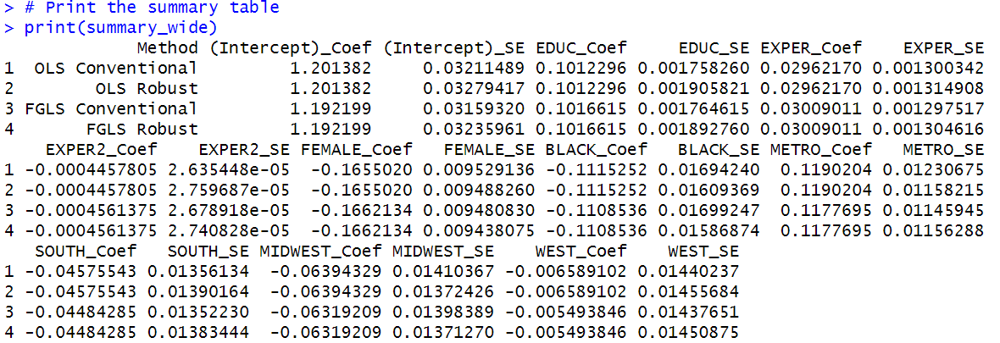 > # Print the summary table
> print(summary_wide)
Method (Intercept)_Coef (Intercept)_SE EDUC_Coef EDUC_SE EXPER_Coef EXPER_SE
1 OLS Conventional 1.201382 0.03211489 0.1012296 0.001758260 0.02962170 0.001300342
2 OLS Robust 1.201382 0.03279417 0.1012296 0.001905821 0.02962170 0.001314908
3 FGLS Conventional 1.192199 0.03159320 0.1016615 0.001764615 0.03009011 0.001297517
4 FGLS Robust 1.192199 0.03235961 0.1016615 0.001892760 0.03009011 0.001304616
EXPER2_Coef EXPER2_SE FEMALE_Coef FEMALE_SE BLACK_Coef BLACK_SE METRO_Coef METRO_SE
1 -0.0004457805 2.635448e-05 -0.1655020 0.009529136 -0.1115252 0.01694240 0.1190204 0.01230675
2 -0.0004457805 2.759687e-05 -0.1655020 0.009488260 -0.1115252 0.01609369 0.1190204 0.01158215
3 -0.0004561375 2.678918e-05 -0.1662134 0.009480830 -0.1108536 0.01699247 0.1177695 0.01145945
4 -0.0004561375 2.740828e-05 -0.1662134 0.009438075 -0.1108536 0.01586874 0.1177695 0.01156288
SOUTH_Coef SOUTH_SE MIDWEST_Coef MIDWEST_SE WEST_Coef WEST_SE
1 -0.04575543 0.01356134 -0.06394329 0.01410367 -0.006589102 0.01440237
2 -0.04575543 0.01390164 -0.06394329 0.01372426 -0.006589102 0.01455684
3 -0.04484285 0.01352230 -0.06319209 0.01398389 -0.005493846 0.01437651
4 -0.04484285 0.01383444 -0.06319209 0.01371270 -0.005493846 0.01450875